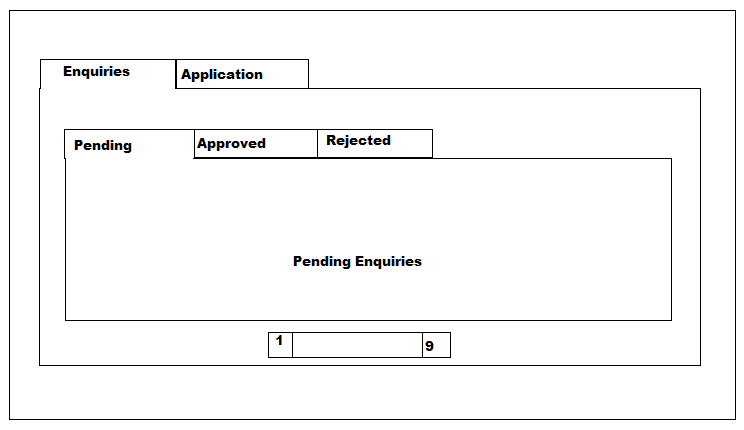 Enquiries
Application
Pending
Approved
Rejected
Pending Enquiries
1
9